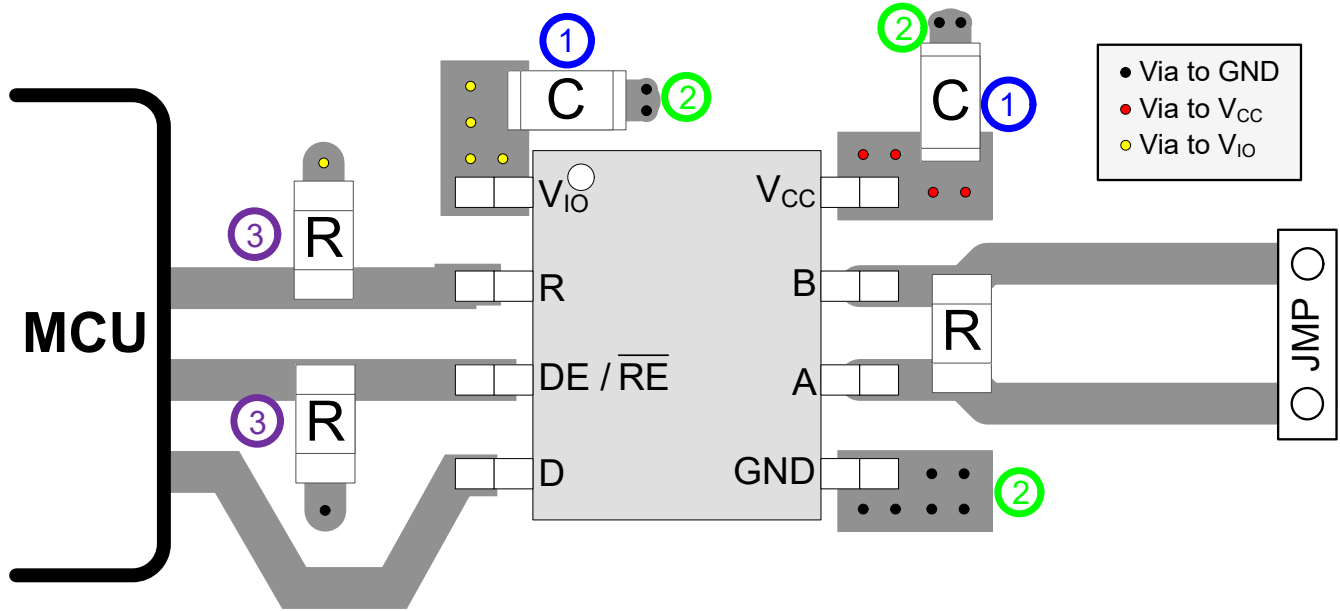 1
2
C
2
C
1
Via to GND
Via to VCC
Via to VIO
VIO
VCC
3
R
R
B
MCU
R
JMP
DE / RE
A
3
R
D
GND
2